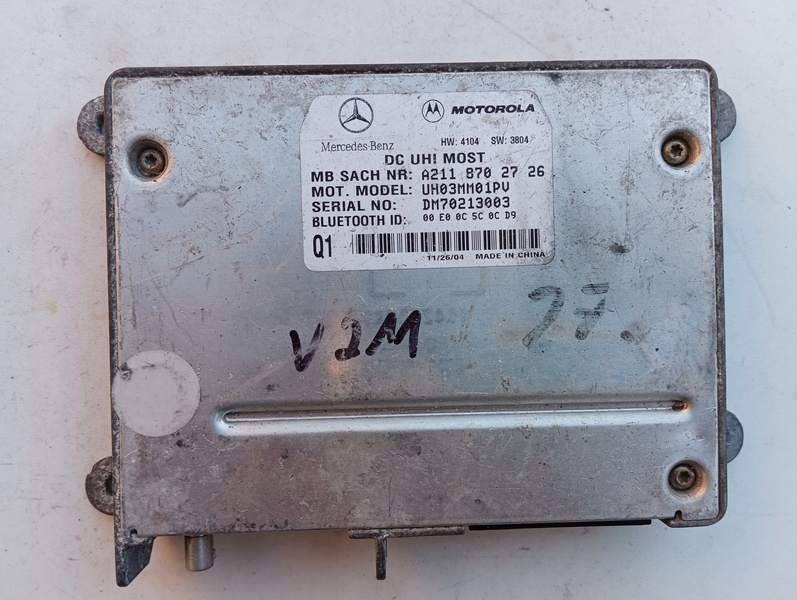 MOTOROLA
Mercedes-Benz
HW: 4104 SW: 3804
DC UHI MOST
MB SACH NR: A211 870 27 26
MOT. MODEL: UH03MM01PV
SERIAL NO: DM70213003
BLUETOOTH ID: 00 E0 0C 5C 0C D9
Q1
11/26/04 MADE IN CHINA
27.
V2M